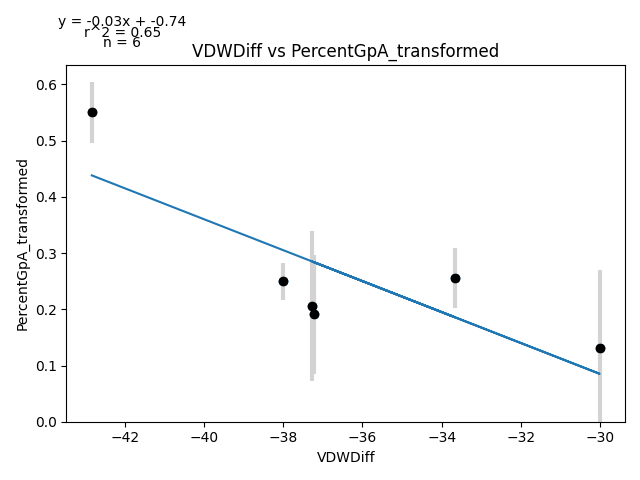 y = -0.03x + -0.74
r^2 = 0.65
n = 6
VDWDiff vs PercentGpA_transformed
PercentGpA_transformed
0.6
0.5
0.4
0.3
0.2
0.1
0.0
−42 −40 −38 −36 −34 −32 −30
VDWDiff